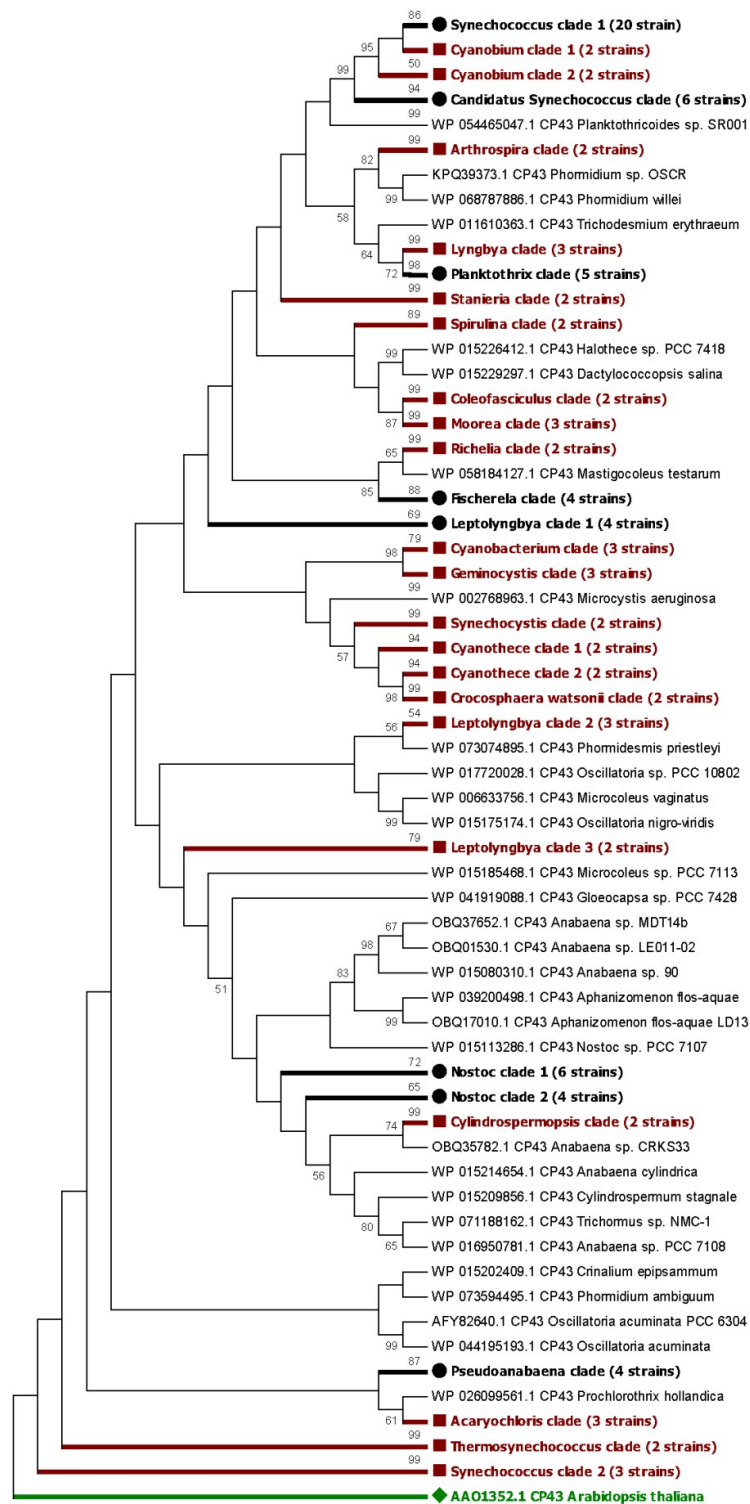 86
Synechococcus clade 1 (20 strain)
95
Cyanobium clade 1 (2 strains)
50
99
Cyanobium clade 2 (2 strains)
94
Candidatus Synechococcus clade (6 strains)
99
WP 054465047.1 CP43 Planktothricoides sp. SR001
99
Arthrospira clade (2 strains)
82
KPQ39373.1 CP43 Phormidium sp. OSCR
99
WP 068787886.1 CP43 Phormidium willei
58
WP 011610363.1 CP43 Trichodesmium erythraeum
99
Lyngbya clade (3 strains)
64
98
72
Planktothrix clade (5 strains)
99
Stanieria clade (2 strains)
89
Spirulina clade (2 strains)
WP 015226412.1 CP43 Halothece sp. PCC 7418
99
WP 015229297.1 CP43 Dactylococcopsis salina
99
Coleofasciculus clade (2 strains)
99
87
Moorea clade (3 strains)
99
Richelia clade (2 strains)
65
WP 058184127.1 CP43 Mastigocoleus testarum
88
85
Fischerela clade (4 strains)
69
Leptolyngbya clade 1 (4 strains)
79
Cyanobacterium clade (3 strains)
98
Geminocystis clade (3 strains)
99
WP 002768963.1 CP43 Microcystis aeruginosa
99
Synechocystis clade (2 strains)
94
57
Cyanothece clade 1 (2 strains)
94
Cyanothece clade 2 (2 strains)
99
98
Crocosphaera watsonii clade (2 strains)
54
Leptolyngbya clade 2 (3 strains)
56
WP 073074895.1 CP43 Phormidesmis priestleyi
WP 017720028.1 CP43 Oscillatoria sp. PCC 10802
WP 006633756.1 CP43 Microcoleus vaginatus
99
WP 015175174.1 CP43 Oscillatoria nigro-viridis
79
Leptolyngbya clade 3 (2 strains)
WP 015185468.1 CP43 Microcoleus sp. PCC 7113
WP 041919088.1 CP43 Gloeocapsa sp. PCC 7428
OBQ37652.1 CP43 Anabaena sp. MDT14b
67
98
OBQ01530.1 CP43 Anabaena sp. LE011-02
83
WP 015080310.1 CP43 Anabaena sp. 90
51
WP 039200498.1 CP43 Aphanizomenon flos-aquae
99
OBQ17010.1 CP43 Aphanizomenon flos-aquae LD13
WP 015113286.1 CP43 Nostoc sp. PCC 7107
72
Nostoc clade 1 (6 strains)
65
Nostoc clade 2 (4 strains)
99
Cylindrospermopsis clade (2 strains)
74
OBQ35782.1 CP43 Anabaena sp. CRKS33
56
WP 015214654.1 CP43 Anabaena cylindrica
WP 015209856.1 CP43 Cylindrospermum stagnale
80
WP 071188162.1 CP43 Trichormus sp. NMC-1
65
WP 016950781.1 CP43 Anabaena sp. PCC 7108
WP 015202409.1 CP43 Crinalium epipsammum
WP 073594495.1 CP43 Phormidium ambiguum
AFY82640.1 CP43 Oscillatoria acuminata PCC 6304
99
WP 044195193.1 CP43 Oscillatoria acuminata
87
Pseudoanabaena clade (4 strains)
WP 026099561.1 CP43 Prochlorothrix hollandica
61
Acaryochloris clade (3 strains)
99
Thermosynechococcus clade (2 strains)
99
Synechococcus clade 2 (3 strains)
AAO1352.1 CP43 Arabidopsis thaliana